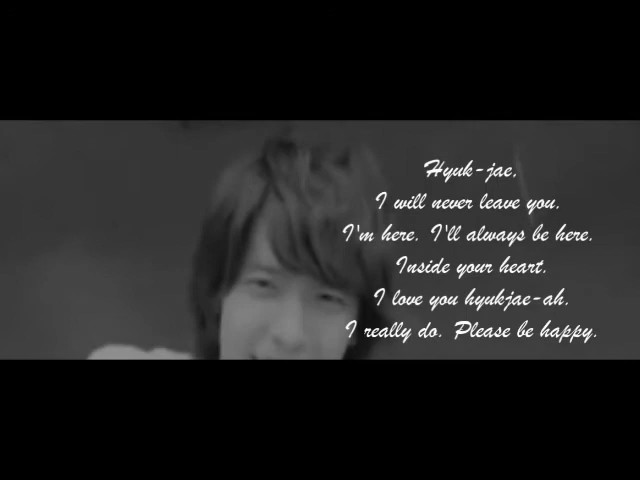 Hyuk-jae,
I will never leave you.
I'm here. I'll always be here.
Inside your heart.
I love you hyukjae-ah.
I really do. Please be happy.